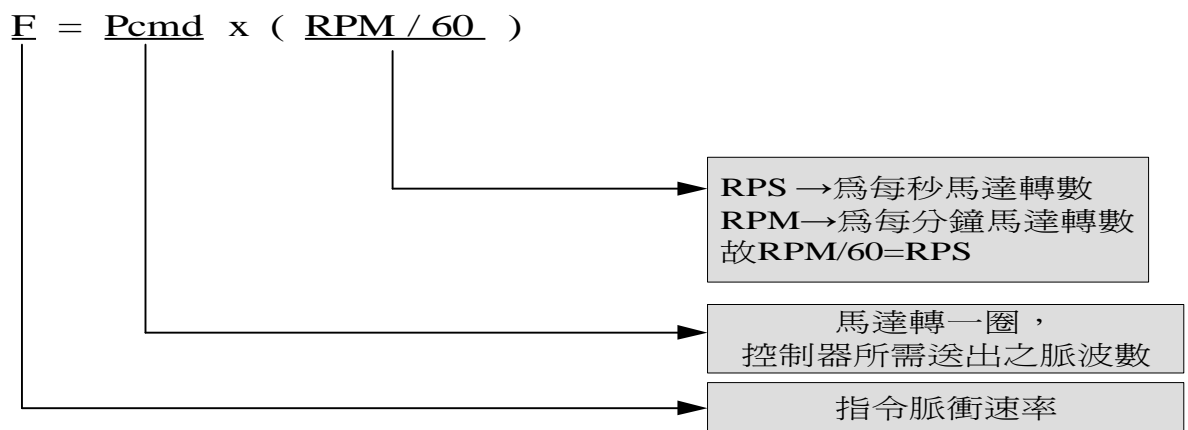 F = Pcmd x ( RPM / 60 )
RPS →為每秒馬達轉數
RPM→為每分鐘馬達轉數
故RPM/60=RPS
馬達轉一圈，
控制器所需送出之脈波數
指令脈衝速率